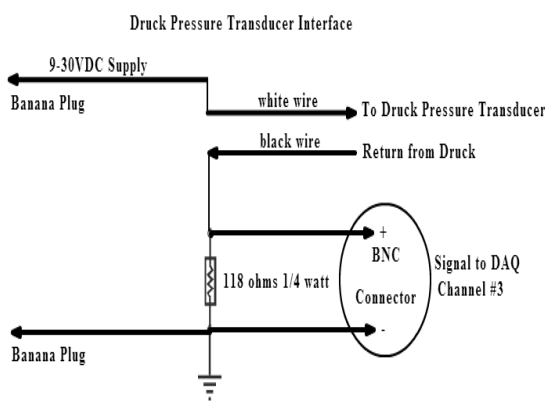 Druck Pressure Transducer Interface
9-30VDC Supply
Banana Plug
white wire
To Druck Pressure Transducer
black wire
Return from Druck
+
BNC
Connector
-
Signal to DAQ
Channel #3
118 ohms 1/4 watt
Banana Plug